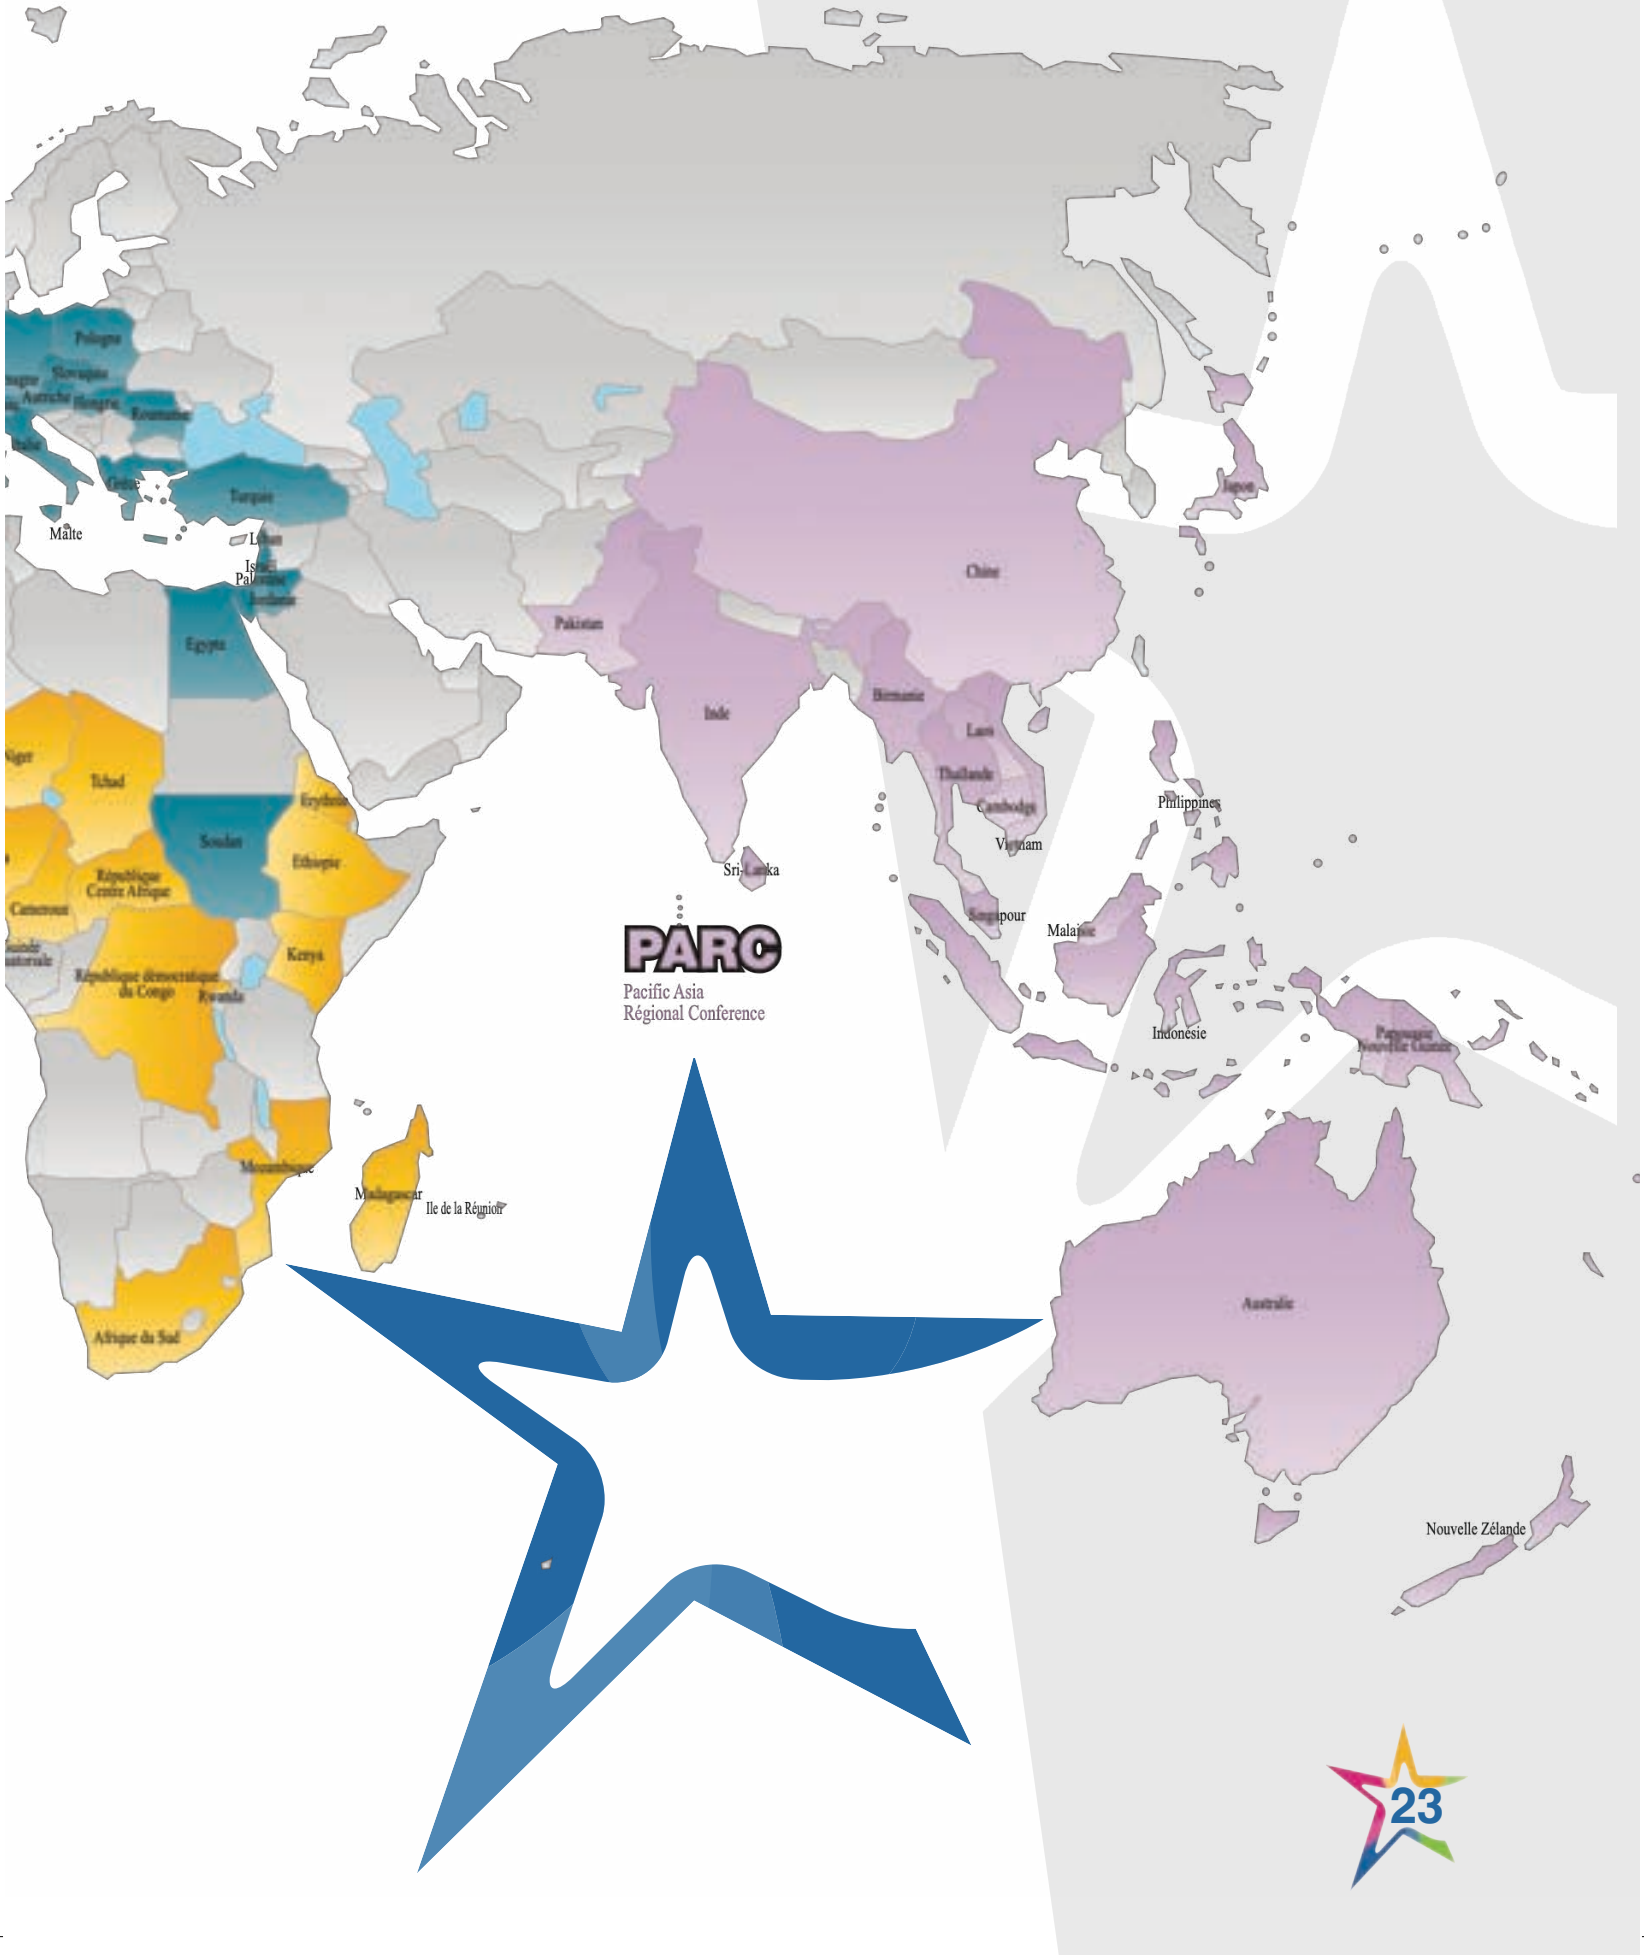 Pologne
Slovaquie
Autriche
Hongrie
Roumanie
Italie
Grèce
Turquie
Malte
Liban
Israël
Palestine
Jordanie
Egypte
Pakistan
Chine
Japon
Inde
Birmanie
Laos
Thaïlande
Cambodge
Vietnam
Philippines
Sri-Lanka
Singapour
Malaisie
Indonésie
Papouasie
Nouvelle Guinée
Niger
Tchad
Erythrée
Soudan
Ethiopie
République
Centre Afrique
Cameroun
Kenya
République démocratique
du Congo
Rwanda
PARC
Pacific Asia
Régional Conference
Mozambique
Madagascar
Ile de la Réunion
Afrique du Sud
Australie
Nouvelle Zélande
23